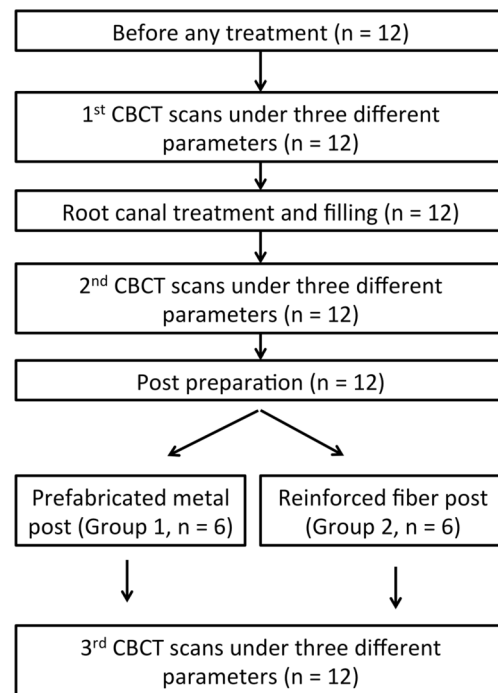 Before any treatment (n = 12)
1st CBCT scans under three different
parameters (n = 12)
Root canal treatment and filling (n = 12)
2nd CBCT scans under three different
parameters (n = 12)
Post preparation (n = 12)
Prefabricated metal
post (Group 1, n = 6)
Reinforced fiber post
(Group 2, n = 6)
3rd CBCT scans under three different
parameters (n = 12)